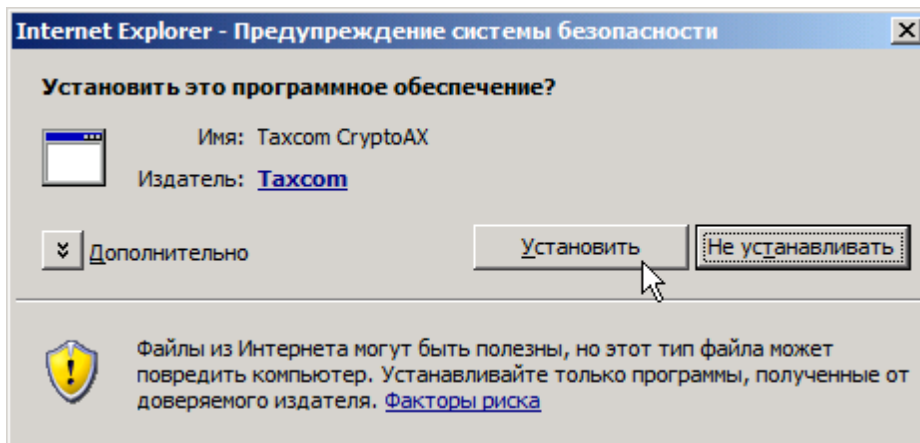 Internet Explorer - Предупреждение системы безопасности
Установить это программное обеспечение?
Имя: Taxcom CryptoAX
Издатель: Taxcom
Дополнительно
Установить
Не устанавливать
Файлы из Интернета могут быть полезны, но этот тип файла может
повредить компьютер. Устанавливайте только программы, полученные от
доверяемого издателя. Факторы риска